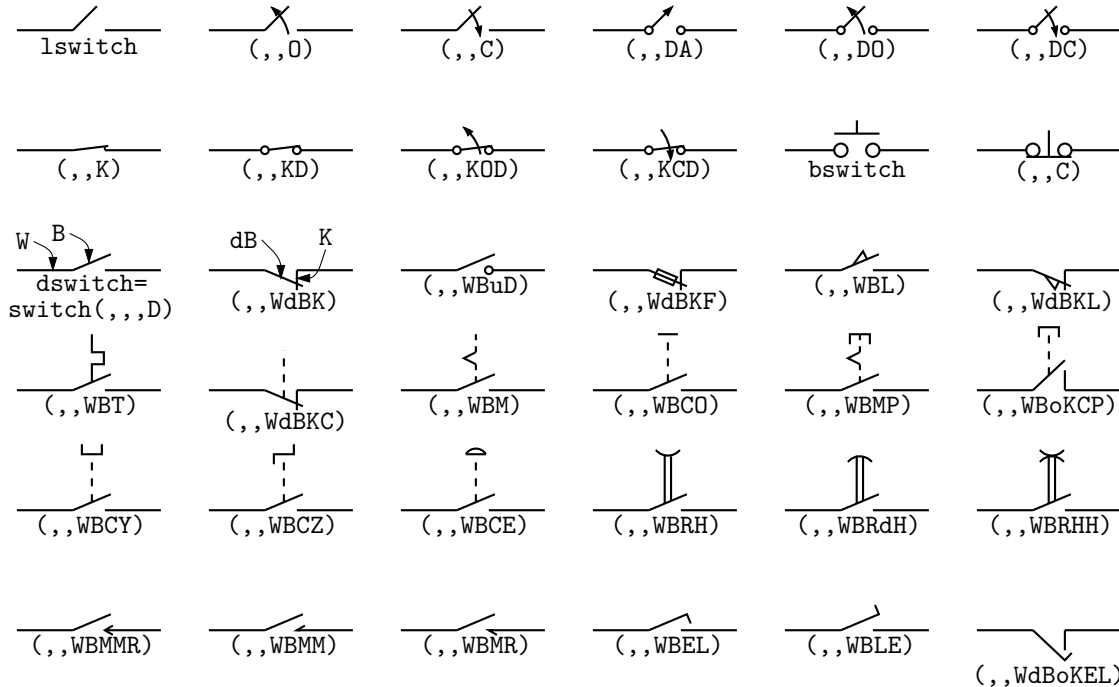 lswitch
(,,O)
(,,C)
(,,DA)
(,,DO)
(,,DC)
(,,K)
(,,KD)
(,,KOD)
(,,KCD)
bswitch
(,,C)
W
B
dswitch=
switch(,,,D)
dB
K
(,,WdBK)
(,,WBuD)
(,,WdBKF)
(,,WBL)
(,,WdBKL)
(,,WBT)
(,,WdBKC)
(,,WBM)
(,,WBCO)
(,,WBMP)
(,,WBoKCP)
(,,WBCY)
(,,WBCZ)
(,,WBCE)
(,,WBRH)
(,,WBRdH)
(,,WBRHH)
(,,WBMMR)
(,,WBMM)
(,,WBMR)
(,,WBEL)
(,,WBLE)
(,,WdBoKEL)